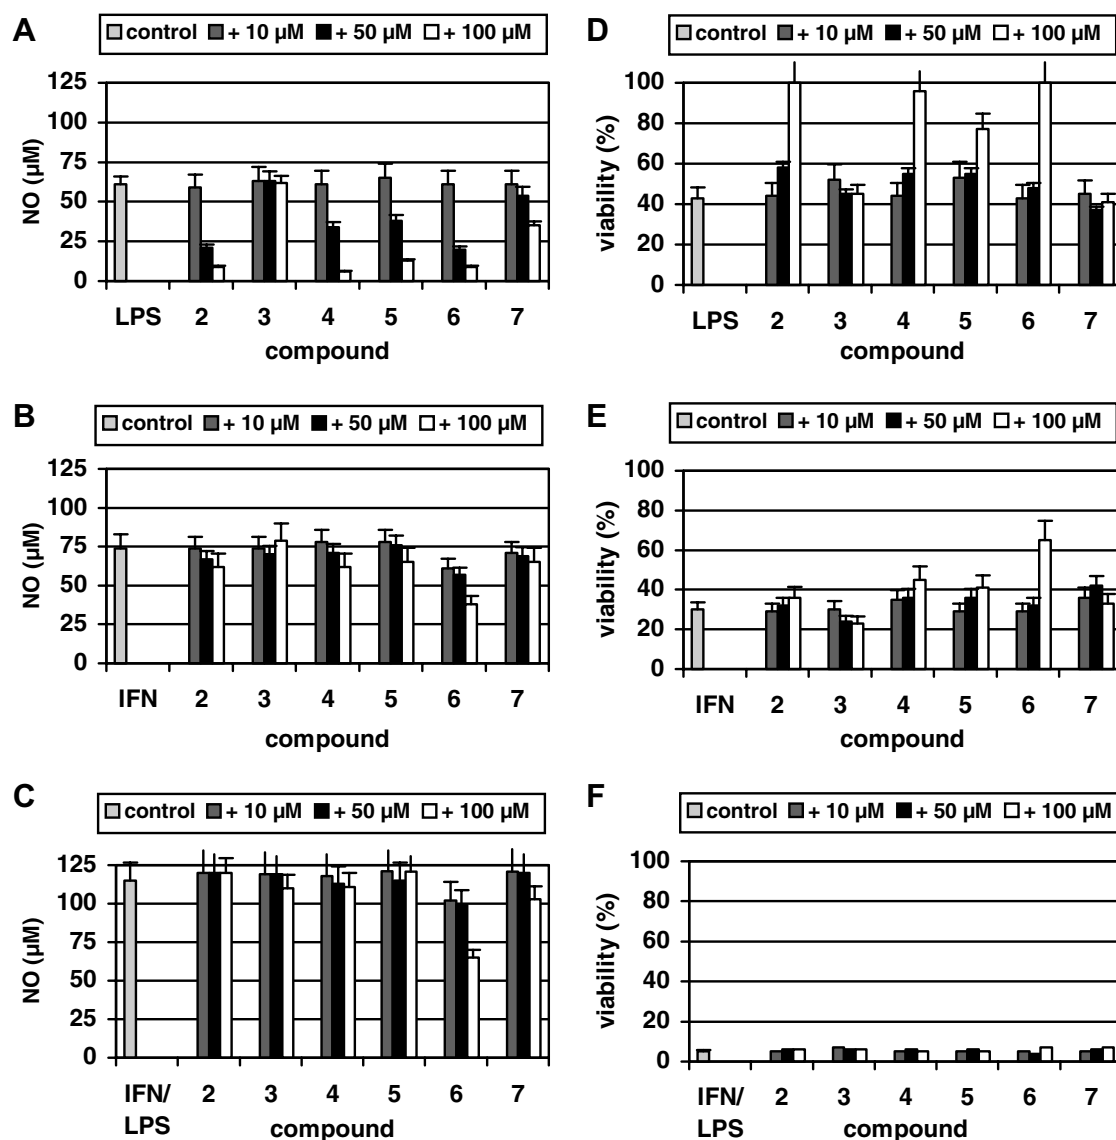 A
control + 10 µM + 50 µM + 100 µM
NO (µM)
125
100
75
50
25
0
LPS 2 3 4 5 6 7
compound
B
control + 10 µM + 50 µM + 100 µM
NO (µM)
125
100
75
50
25
0
IFN 2 3 4 5 6 7
compound
C
control + 10 µM + 50 µM + 100 µM
NO (µM)
125
100
75
50
25
0
IFN/ 2 3 4 5 6 7
LPS
compound
D
control + 10 µM + 50 µM + 100 µM
viability (%)
100
80
60
40
20
0
LPS 2 3 4 5 6 7
compound
E
control + 10 µM + 50 µM + 100 µM
viability (%)
100
80
60
40
20
0
IFN 2 3 4 5 6 7
compound
F
control + 10 µM + 50 µM + 100 µM
viability (%)
100
80
60
40
20
0
IFN/ 2 3 4 5 6 7
LPS
compound